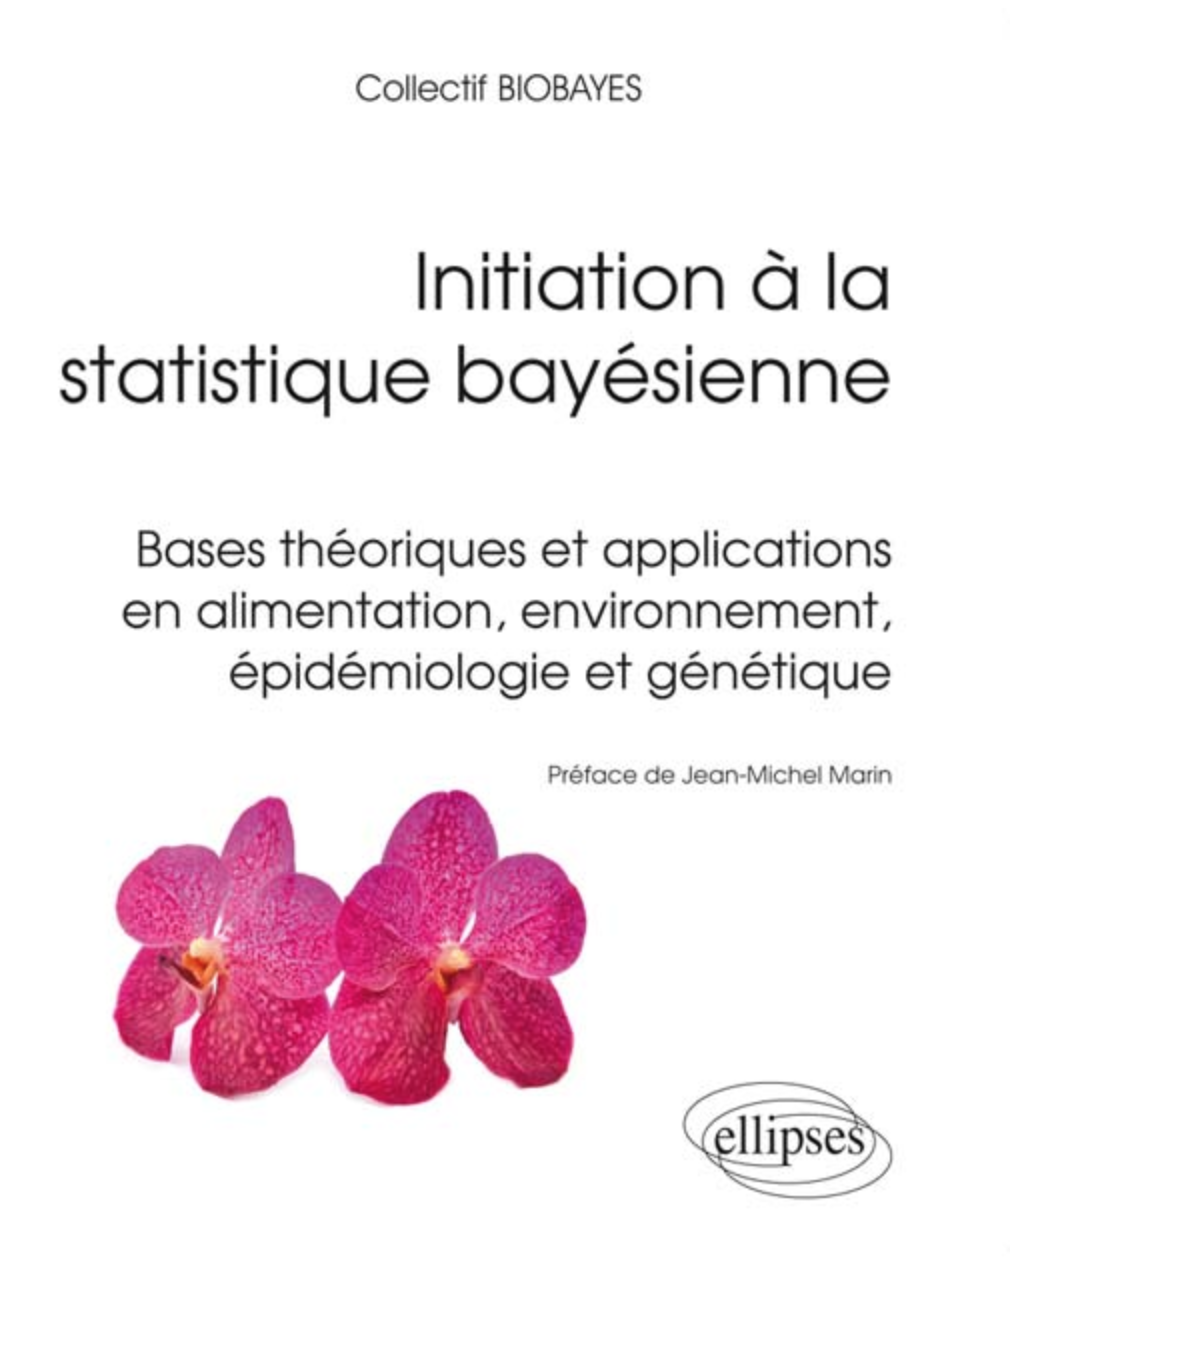 Collectif BIOBAYES
Initiation à la
statistique bayésienne
Bases théoriques et applications
en alimentation, environnement,
épidémiologie et génétique
Préface de Jean-Michel Marin
ellipses